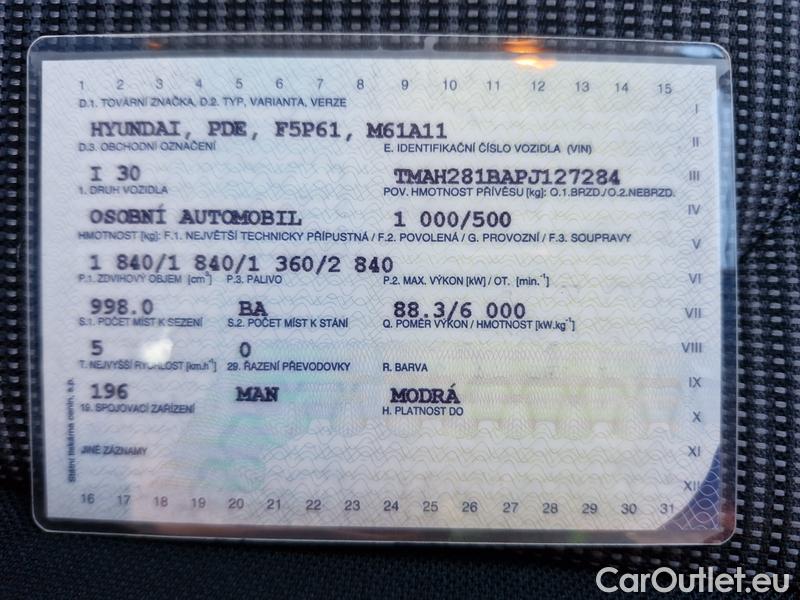 1 2 3 4 5 6 7 8 9 10 11 12 13 14 15
D.1. TOVÁRNÍ ZNAČKA, D.2. TYP, VARIANTA, VERZE
I
HYUNDAI, PDE, F5P61, M61A11
II
D.3. OBCHODNÍ OZNAČENÍ E. IDENTIFIKAČNÍ ČÍSLO VOZIDLA (VIN)
I 30 TMAH281BAPJ127284
III
1. DRUH VOZIDLA POV. HMOTNOST PŘÍVĚSU [kg]: O.1.BRZD./O.2.NEBRZD.
OSOBNÍ AUTOMOBIL 1 000/500
IV
HMOTNOST [kg]: F.1. NEJVĚTŠÍ TECHNICKY PŘÍPUSTNÁ / F.2. POVOLENÁ / G. PROVOZNÍ / F.3. SOUPRAVY
V
1 840/1 840/1 360/2 840
P.1. ZDVIHOVÝ OBJEM [cm³] P.3. PALIVO P.2. MAX. VÝKON [kW] / OT. [min.⁻¹]
VI
998.0 BA 88.3/6 000
VII
S.1. POČET MÍST K SEZENÍ S.2. POČET MÍST K STÁNÍ Q. POMĚR VÝKON / HMOTNOST [kW.kg⁻¹]
5 0
VIII
T. NEJVYŠŠÍ RYCHLOST [km.h⁻¹] 29. ŘAZENÍ PŘEVODOVKY R. BARVA
196 MAN MODRÁ
IX
19. SPOJOVACÍ ZAŘÍZENÍ H. PLATNOST DO
X
JINÉ ZÁZNAMY
XI
XII
16 17 18 19 20 21 22 23 24 25 26 27 28 29 30 31
Státní tiskárna cenin, s.p.
CarOutlet.eu